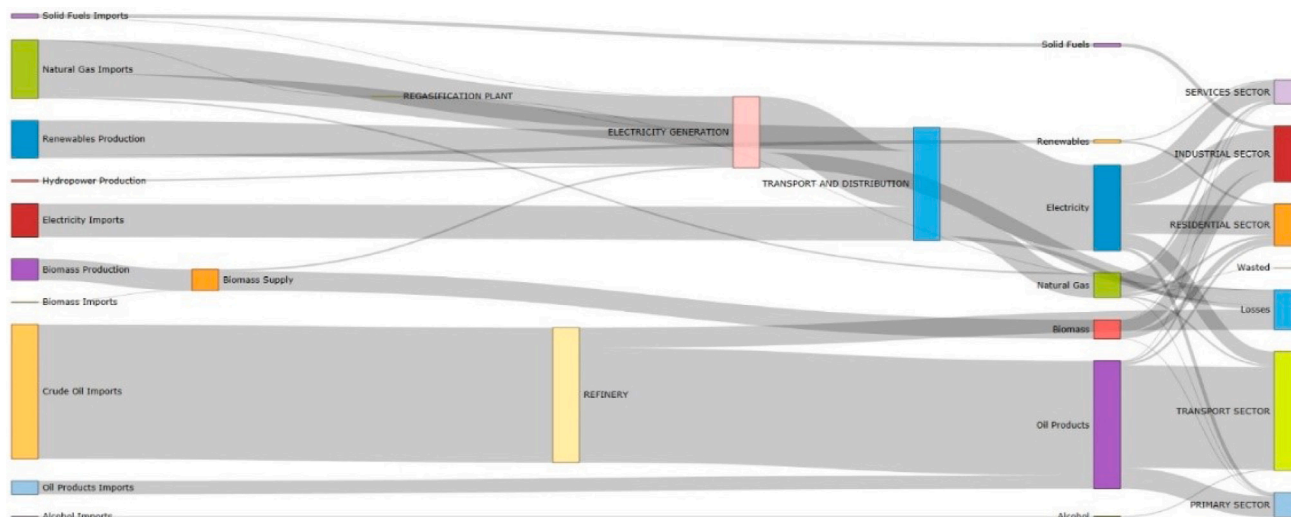 Solid Fuels Imports
Natural Gas Imports
Renewables Production
Hydropower Production
Electricity Imports
Biomass Production
Biomass Imports
Crude Oil Imports
Oil Products Imports
Alcohol Imports
Biomass Supply
REGASIFICATION PLANT
REFINERY
ELECTRICITY GENERATION
TRANSPORT AND DISTRIBUTION
Solid Fuels
Renewables
Electricity
Natural Gas
Biomass
Oil Products
Alcohol
SERVICES SECTOR
INDUSTRIAL SECTOR
RESIDENTIAL SECTOR
Wasted
Losses
TRANSPORT SECTOR
PRIMARY SECTOR